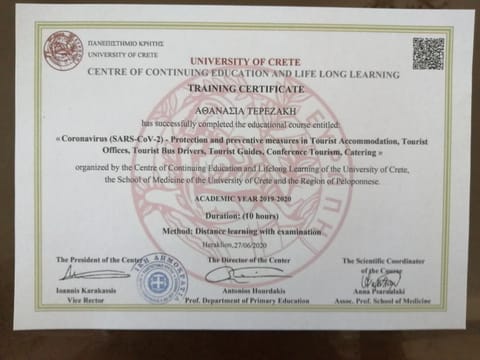 ΠΑΝΕΠΙΣΤΗΜΙΟ ΚΡΗΤΗΣ
UNIVERSITY OF CRETE
UNIVERSITY OF CRETE
CENTRE OF CONTINUING EDUCATION AND LIFE LONG LEARNING
TRAINING CERTIFICATE
ΑΘΑΝΑΣΙΑ ΤΕΡΕΖΑΚΗ
has successfully completed the educational course entitled:
« Coronavirus (SARS-CoV-2) - Protection and preventive measures in Tourist Accommodation, Tourist
Offices, Tourist Bus Drivers, Tourist Guides, Conference Tourism, Catering »
organized by the Centre of Continuing Education and Lifelong Learning of the University of Crete,
the School of Medicine of the University of Crete and the Region of Peloponnese.
ACADEMIC YEAR 2019-2020
Duration: (10 hours)
Method: Distance learning with examination
Heraklion, 27/06/2020
The President of the Center
The Director of the Center
The Scientific Coordinator
of the Course
Ioannis Karakassis
Antonios Hourdakis
Anna Psaroulaki
Vice Rector
Prof. Department of Primary Education
Assoc. Prof. School of Medicine